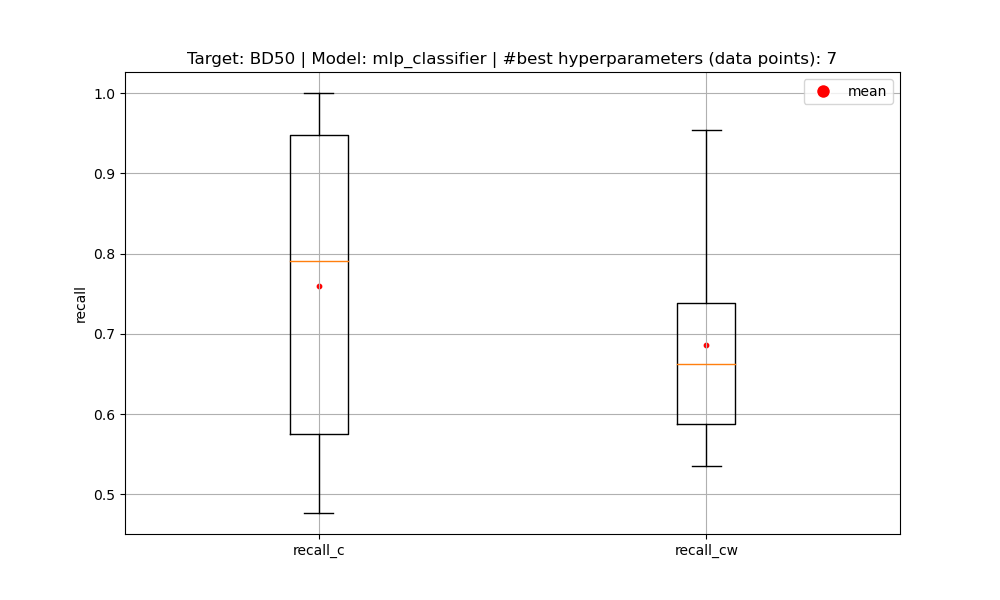 Target: BD50 | Model: mlp_classifier | #best hyperparameters (data points): 7
mean
1.0
0.9
0.8
0.7
0.6
0.5
recall
recall_c
recall_cw